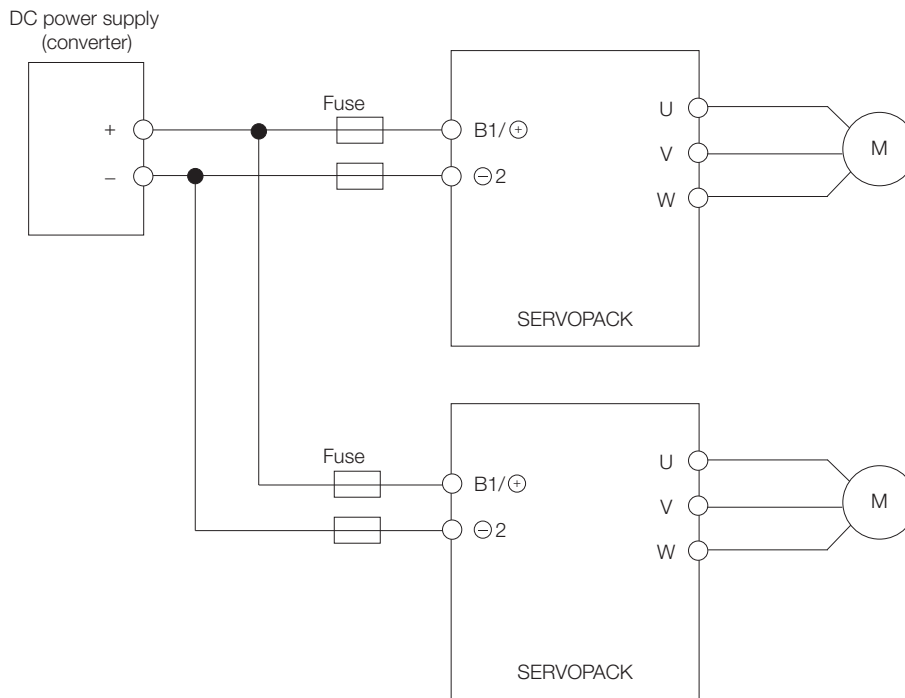 DC power supply
(converter)
+
−
Fuse
B1/⊕
⊖2
U
V
W
M
SERVOPACK
Fuse
B1/⊕
⊖2
U
V
W
M
SERVOPACK